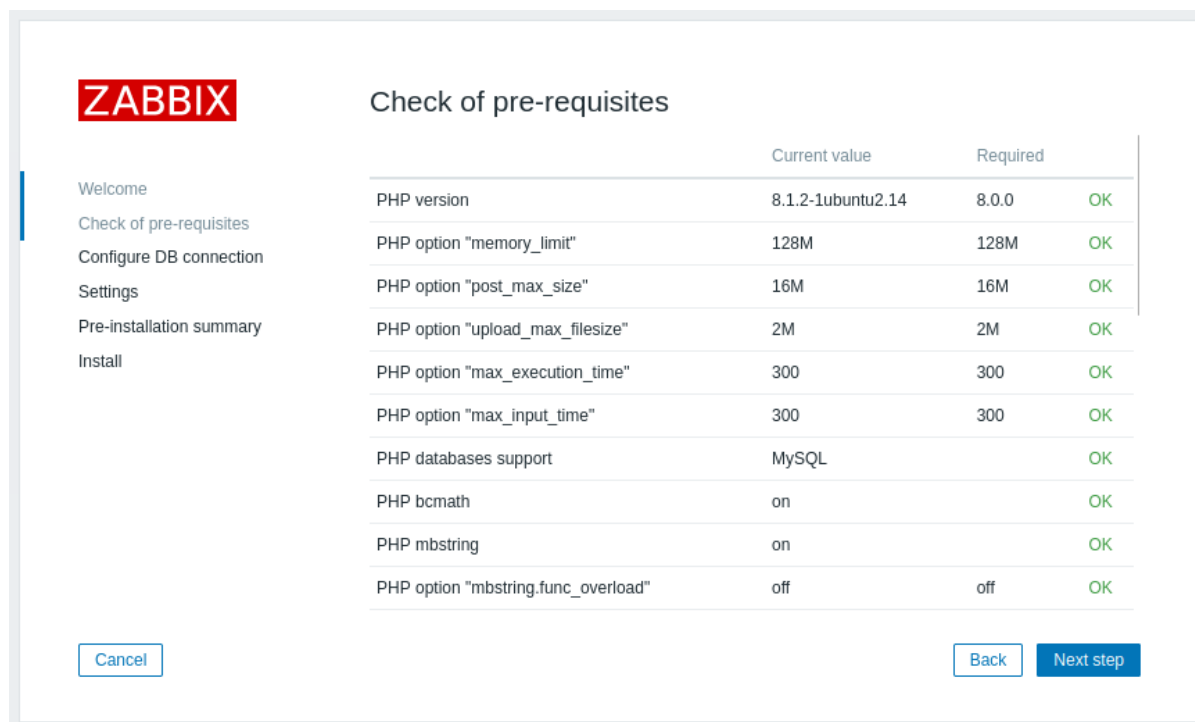 ZABBIX
Check of pre-requisites
Current value Required
Welcome
Check of pre-requisites
Configure DB connection
Settings
Pre-installation summary
Install
PHP version 8.1.2-1ubuntu2.14 8.0.0 OK
PHP option "memory_limit" 128M 128M OK
PHP option "post_max_size" 16M 16M OK
PHP option "upload_max_filesize" 2M 2M OK
PHP option "max_execution_time" 300 300 OK
PHP option "max_input_time" 300 300 OK
PHP databases support MySQL OK
PHP bcmath on OK
PHP mbstring on OK
PHP option "mbstring.func_overload" off off OK
Cancel Back Next step